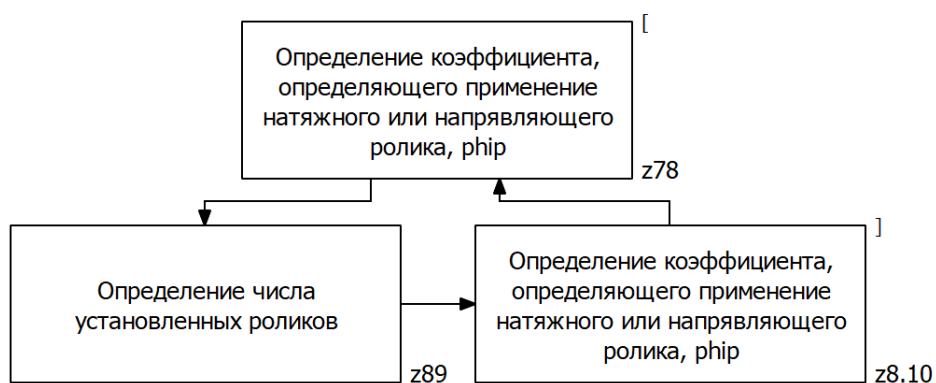 [
Определение коэффициента,
определяющего применение
натяжного или напрявляющего
ролика, phip
z78
Определение числа
установленных роликов
z89
]
Определение коэффициента,
определяющего применение
натяжного или напрявляющего
ролика, phip
z8.10